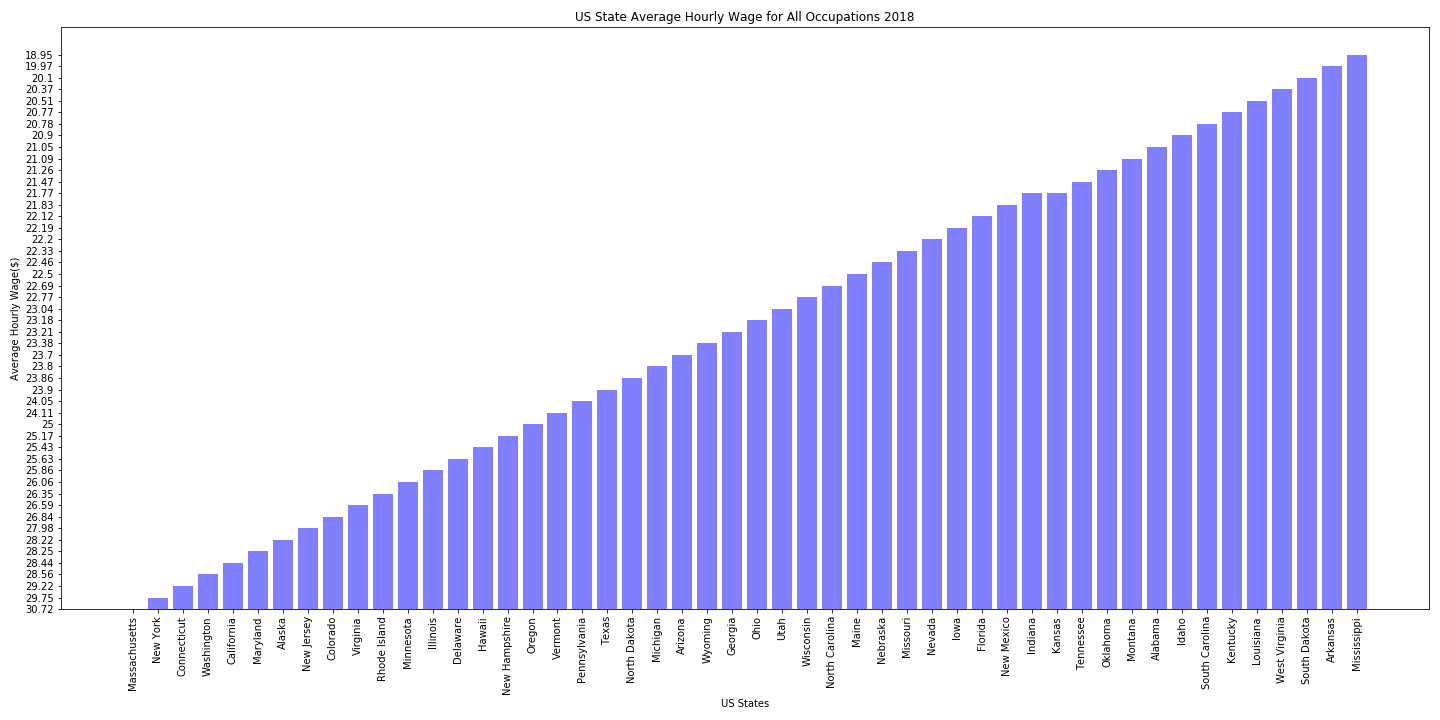 US State Average Hourly Wage for All Occupations 2018
Average Hourly Wage($)
18.95
19.97
20.1
20.37
20.51
20.77
20.78
20.9
21.05
21.09
21.26
21.47
21.77
21.83
22.12
22.19
22.2
22.33
22.46
22.5
22.69
22.77
23.04
23.18
23.21
23.38
23.7
23.8
23.86
23.9
24.05
24.11
25
25.17
25.43
25.63
25.86
26.06
26.35
26.59
26.84
27.98
28.22
28.25
28.44
28.56
29.22
29.75
30.72
Massachusetts
New York
Connecticut
Washington
California
Maryland
Alaska
New Jersey
Colorado
Virginia
Rhode Island
Minnesota
Illinois
Delaware
Hawaii
New Hampshire
Oregon
Vermont
Pennsylvania
Texas
North Dakota
Michigan
Arizona
Wyoming
Georgia
Ohio
Utah
Wisconsin
North Carolina
Maine
Nebraska
Missouri
Nevada
Iowa
Florida
New Mexico
Indiana
Kansas
Tennessee
Oklahoma
Montana
Alabama
Idaho
South Carolina
Kentucky
Louisiana
West Virginia
South Dakota
Arkansas
Mississippi
US States